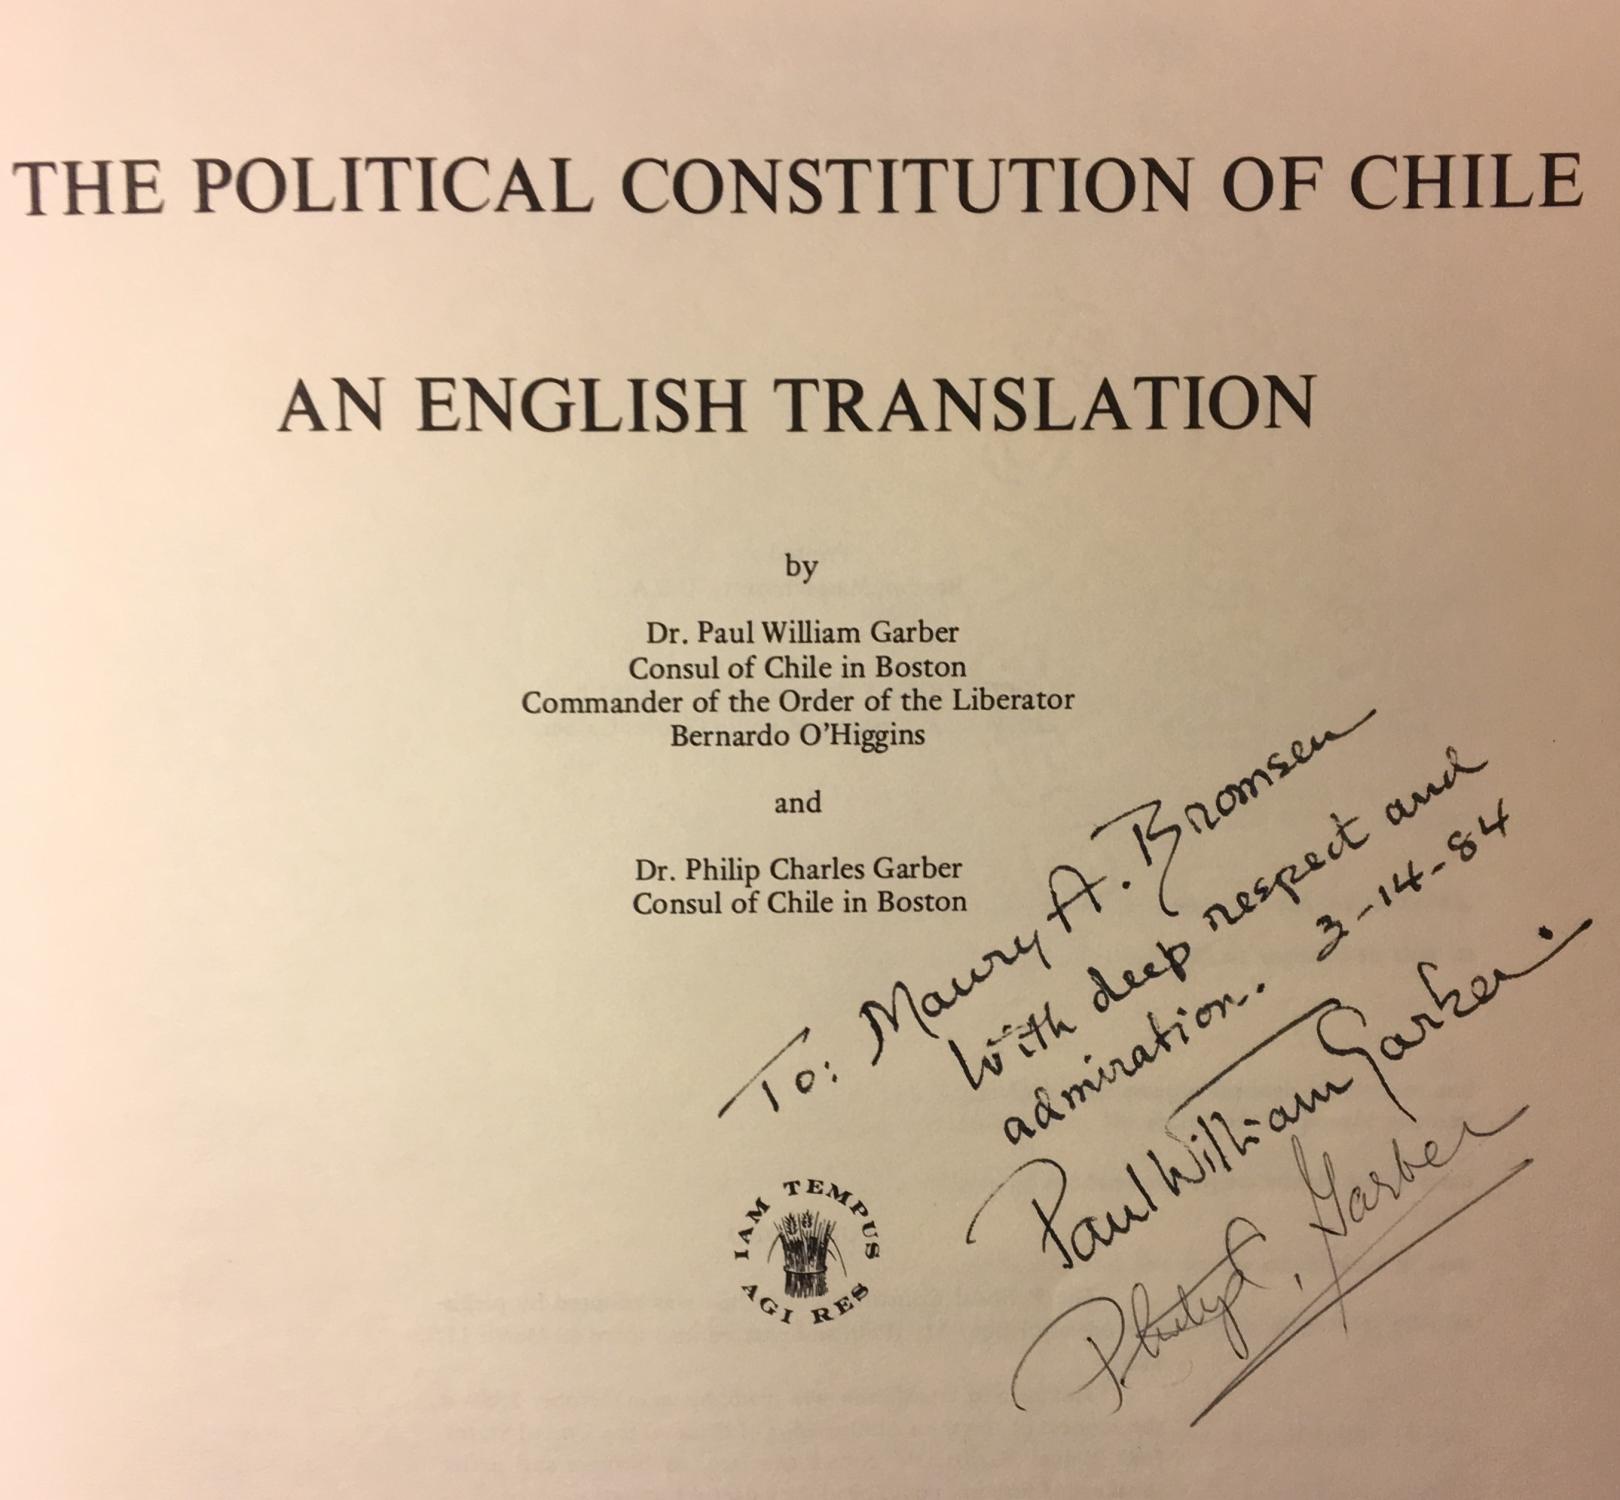 THE POLITICAL CONSTITUTION OF CHILE
AN ENGLISH TRANSLATION
by
Dr. Paul William Garber
Consul of Chile in Boston
Commander of the Order of the Liberator
Bernardo O'Higgins
and
Dr. Philip Charles Garber
Consul of Chile in Boston
To: Maury A. Bromsen
With deep respect and
admiration. 3-14-84
Paul William Garber.
Philip C. Garber
IAM TEMPUS
AGI RES